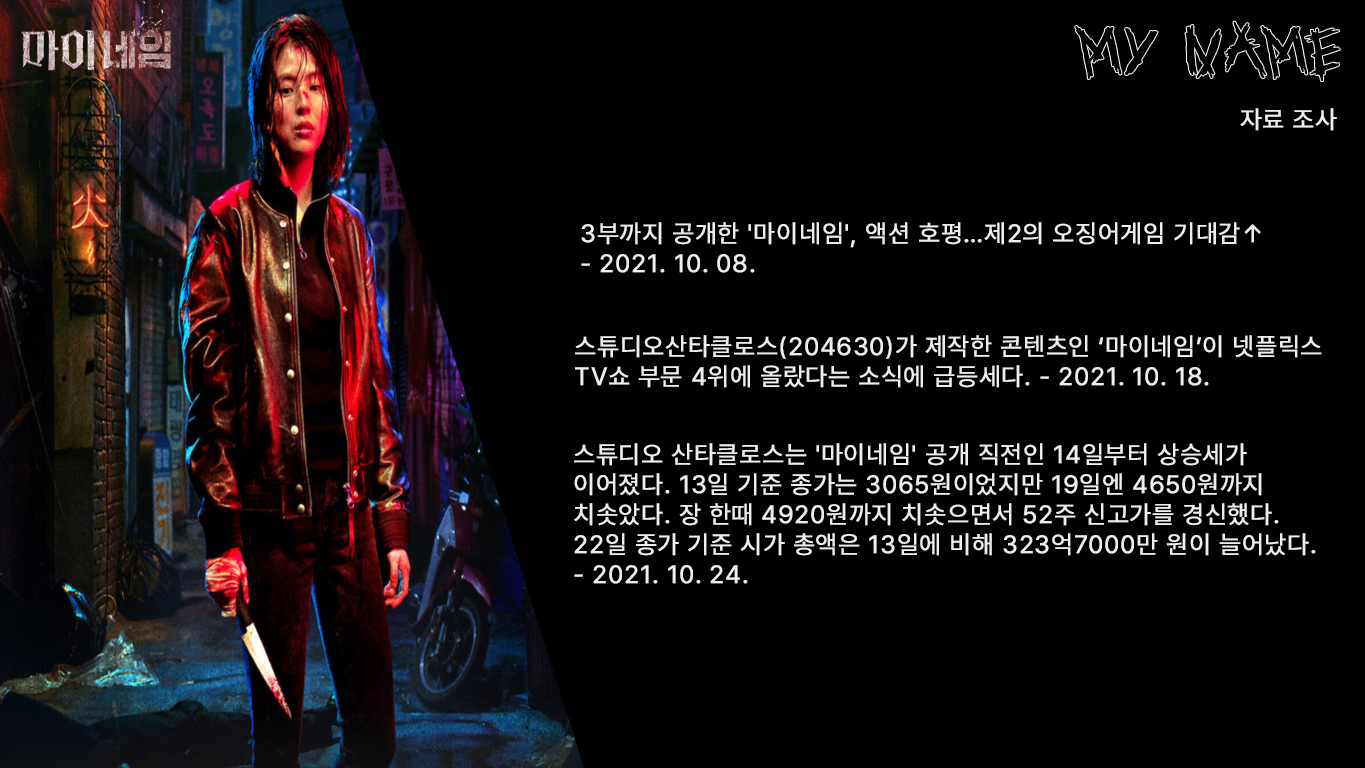 마이네임
MY NAME
자료 조사
3부까지 공개한 '마이네임', 액션 호평...제2의 오징어게임 기대감↑
- 2021. 10. 08.
스튜디오산타클로스(204630)가 제작한 콘텐츠인 ‘마이네임’이 넷플릭스
TV쇼 부문 4위에 올랐다는 소식에 급등세다. - 2021. 10. 18.
스튜디오 산타클로스는 '마이네임' 공개 직전인 14일부터 상승세가
이어졌다. 13일 기준 종가는 3065원이었지만 19일엔 4650원까지
치솟았다. 장 한때 4920원까지 치솟으면서 52주 신고가를 경신했다.
22일 종가 기준 시가 총액은 13일에 비해 323억7000만 원이 늘어났다.
- 2021. 10. 24.